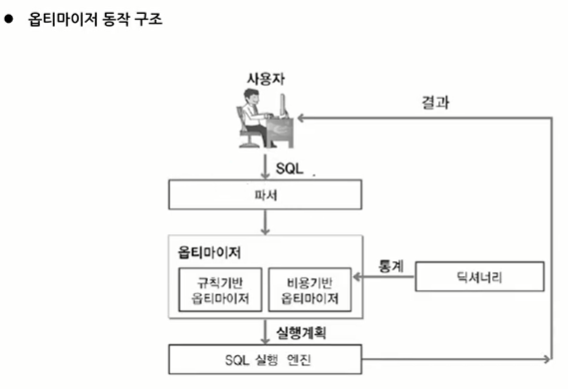 ● 옵티마이저 동작 구조
사용자
결과
SQL
파서
옵티마이저
규칙기반
옵티마이저
비용기반
옵티마이저
통계
딕셔너리
실행계획
SQL 실행 엔진